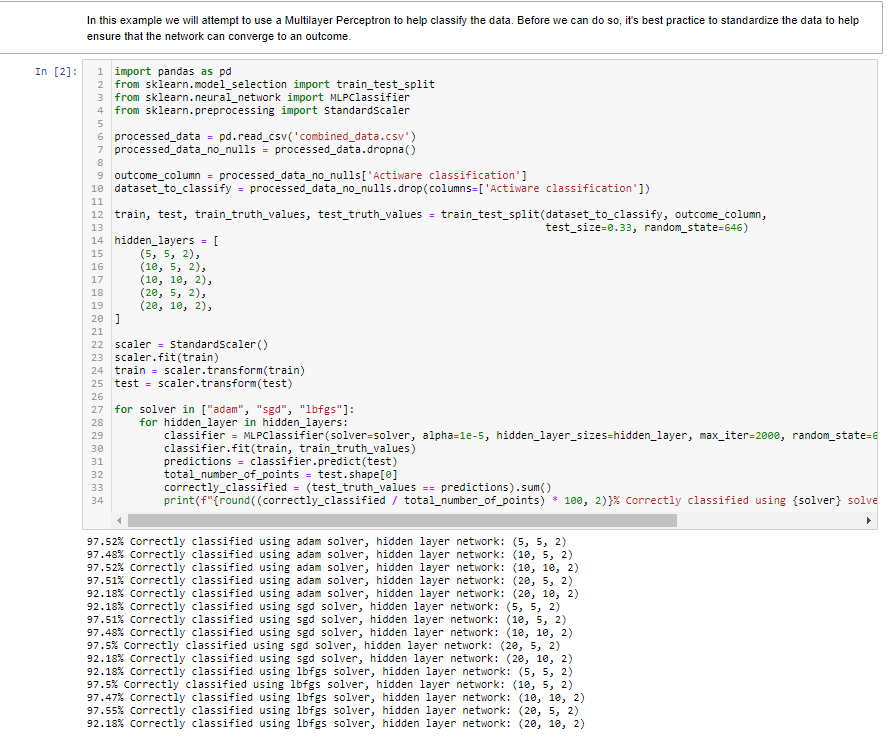 In this example we will attempt to use a Multilayer Perceptron to help classify the data. Before we can do so, it's best practice to standardize the data to help
ensure that the network can converge to an outcome.
In [2]:
1 import pandas as pd
2 from sklearn.model_selection import train_test_split
3 from sklearn.neural_network import MLPClassifier
4 from sklearn.preprocessing import StandardScaler
5
6 processed_data = pd.read_csv('combined_data.csv')
7 processed_data_no_nulls = processed_data.dropna()
8
9 outcome_column = processed_data_no_nulls['Actiware classification']
10 dataset_to_classify = processed_data_no_nulls.drop(columns=['Actiware classification'])
11
12 train, test, train_truth_values, test_truth_values = train_test_split(dataset_to_classify, outcome_column,
13 test_size=0.33, random_state=646)
14 hidden_layers = [
15 (5, 5, 2),
16 (10, 5, 2),
17 (10, 10, 2),
18 (20, 5, 2),
19 (20, 10, 2),
20 ]
21
22 scaler = StandardScaler()
23 scaler.fit(train)
24 train = scaler.transform(train)
25 test = scaler.transform(test)
26
27 for solver in ["adam", "sgd", "lbfgs"]:
28 for hidden_layer in hidden_layers:
29 classifier = MLPClassifier(solver=solver, alpha=1e-5, hidden_layer_sizes=hidden_layer, max_iter=2000, random_state=6
30 classifier.fit(train, train_truth_values)
31 predictions = classifier.predict(test)
32 total_number_of_points = test.shape[0]
33 correctly_classified = (test_truth_values == predictions).sum()
34 print(f"{round((correctly_classified / total_number_of_points) * 100, 2)}% Correctly classified using {solver} solve
97.52% Correctly classified using adam solver, hidden layer network: (5, 5, 2)
97.48% Correctly classified using adam solver, hidden layer network: (10, 5, 2)
97.52% Correctly classified using adam solver, hidden layer network: (10, 10, 2)
97.51% Correctly classified using adam solver, hidden layer network: (20, 5, 2)
92.18% Correctly classified using adam solver, hidden layer network: (20, 10, 2)
92.18% Correctly classified using sgd solver, hidden layer network: (5, 5, 2)
97.51% Correctly classified using sgd solver, hidden layer network: (10, 5, 2)
97.48% Correctly classified using sgd solver, hidden layer network: (10, 10, 2)
97.5% Correctly classified using sgd solver, hidden layer network: (20, 5, 2)
92.18% Correctly classified using sgd solver, hidden layer network: (20, 10, 2)
92.18% Correctly classified using lbfgs solver, hidden layer network: (5, 5, 2)
97.5% Correctly classified using lbfgs solver, hidden layer network: (10, 5, 2)
97.47% Correctly classified using lbfgs solver, hidden layer network: (10, 10, 2)
97.55% Correctly classified using lbfgs solver, hidden layer network: (20, 5, 2)
92.18% Correctly classified using lbfgs solver, hidden layer network: (20, 10, 2)